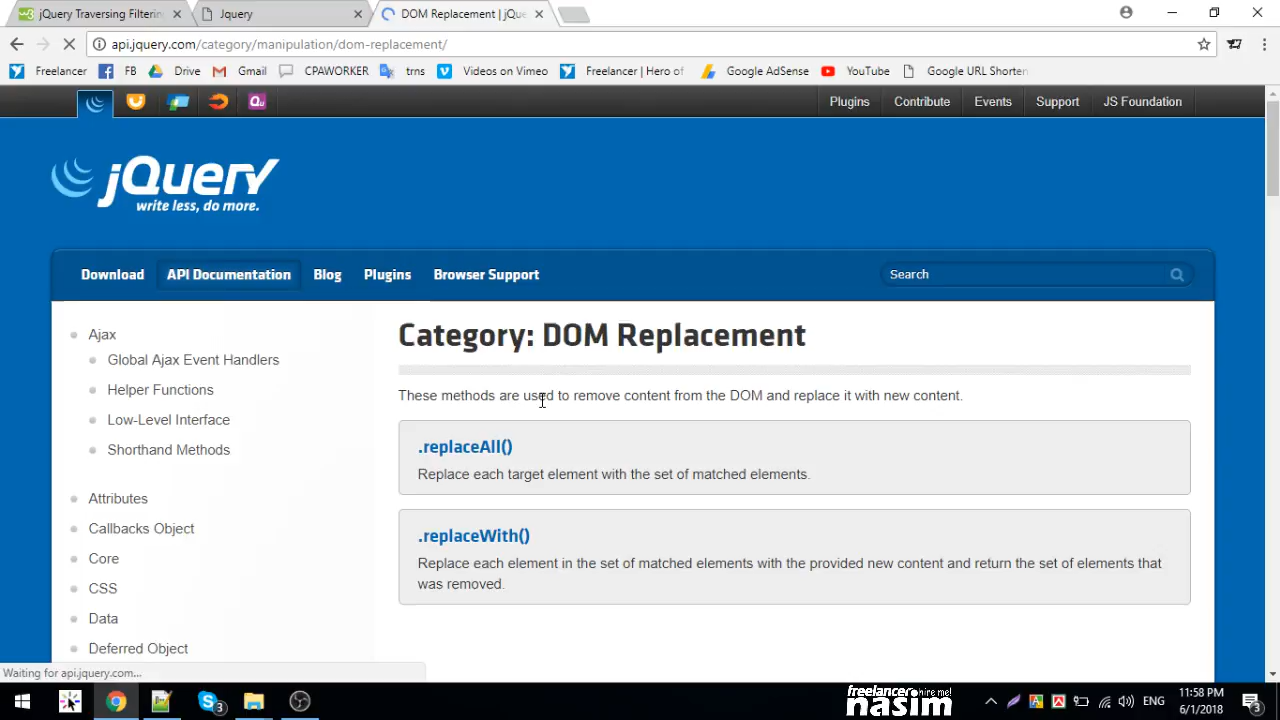 jQuery Traversing Filterin
Jquery
DOM Replacement | jQue
api.jquery.com/category/manipulation/dom-replacement/
Freelancer
FB
Drive
Gmail
CPAWORKER
trns
Videos on Vimeo
Freelancer | Hero of
Google AdSense
YouTube
Google URL Shorten
Qu
Plugins
Contribute
Events
Support
JS Foundation
jQuery
write less, do more.
Download
API Documentation
Blog
Plugins
Browser Support
Search
Ajax
Global Ajax Event Handlers
Helper Functions
Low-Level Interface
Shorthand Methods
Attributes
Callbacks Object
Core
CSS
Data
Deferred Object
Category: DOM Replacement
These methods are used to remove content from the DOM and replace it with new content.
.replaceAll()
Replace each target element with the set of matched elements.
.replaceWith()
Replace each element in the set of matched elements with the provided new content and return the set of elements that
was removed.
Waiting for api.jquery.com...
3
freelancer hire me!
nasim
ENG
11:58 PM
6/1/2018
3